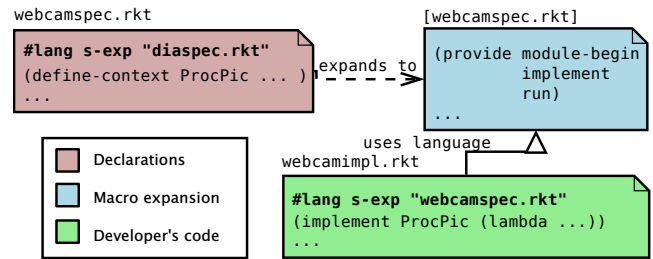 webcamspec.rkt
#lang s-exp "diaspec.rkt"
(define-context ProcPic ... )
...
expands to
[webcamspec.rkt]
(provide module-begin
implement
run)
...
uses language
webcamimpl.rkt
#lang s-exp "webcamspec.rkt"
(implement ProcPic (lambda ...))
...
Declarations
Macro expansion
Developer's code